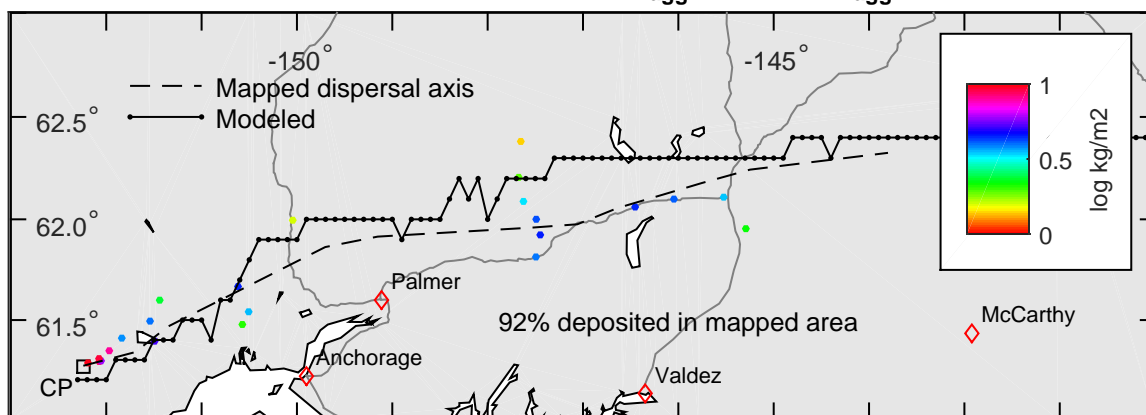 -150° -145°
Mapped dispersal axis
Modeled
62.5°
62.0°
61.5°
1
0.5
0
log kg/m2
Palmer
92% deposited in mapped area
McCarthy
Anchorage
CP
Valdez